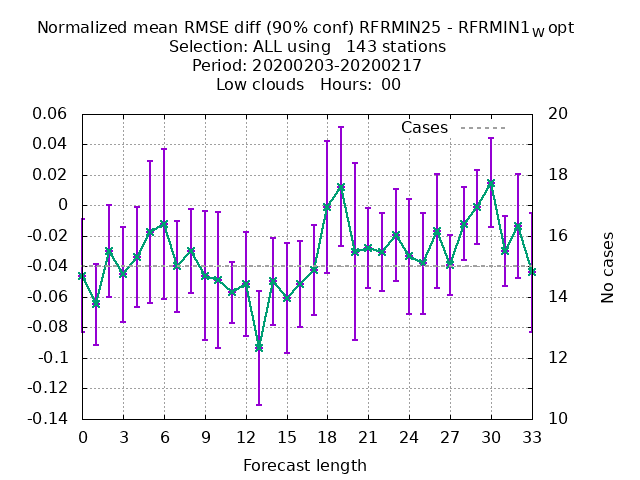 Normalized mean RMSE diff (90% conf) RFRMIN25 - RFRMIN1w opt
Selection: ALL using 143 stations
Period: 20200203-20200217
Low clouds Hours: 00
Cases
0.06
0.04
0.02
0
-0.02
-0.04
-0.06
-0.08
-0.1
-0.12
-0.14
20
18
16
14
12
10
No cases
0 3 6 9 12 15 18 21 24 27 30 33
Forecast length